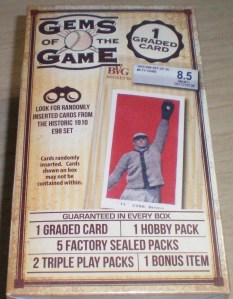 GEMS
OF THE
GAME
1
GRADED
CARD
BVG
8.5
LOOK FOR RANDOMLY
INSERTED CARDS FROM
THE HISTORIC 1910
E98 SET
Cards randomly
inserted. Cards
shown on box
may not be
contained within.
GUARANTEED IN EVERY BOX
1 GRADED CARD
1 HOBBY PACK
5 FACTORY SEALED PACKS
2 TRIPLE PLAY PACKS
1 BONUS ITEM